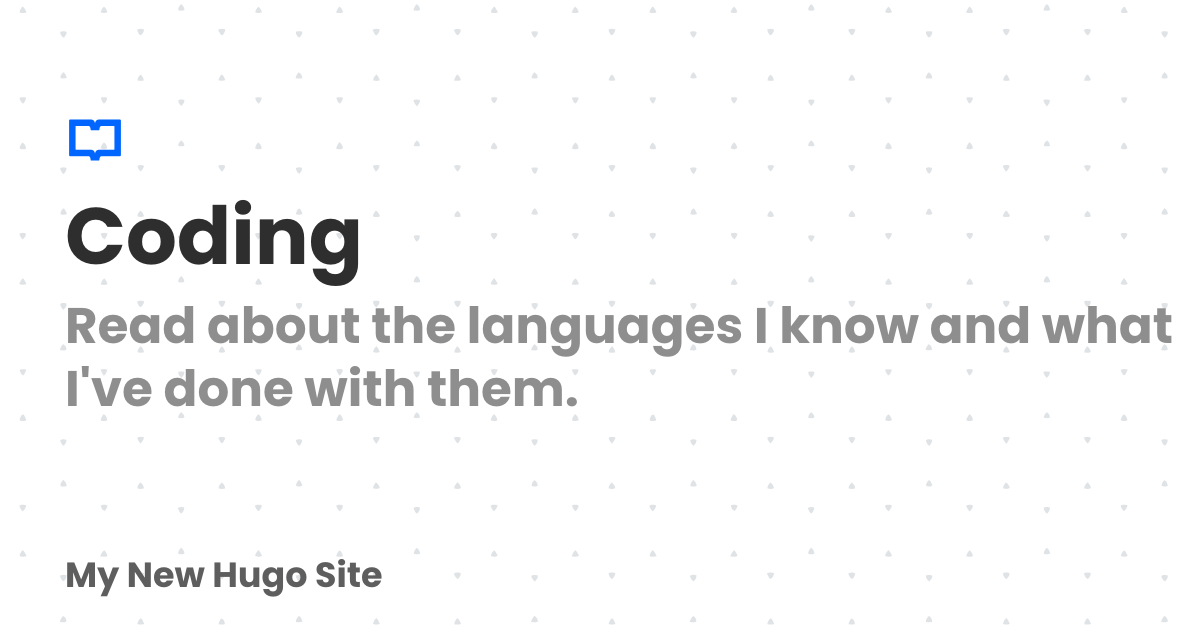 Coding
Read about the languages I know and what
I've done with them.
My New Hugo Site